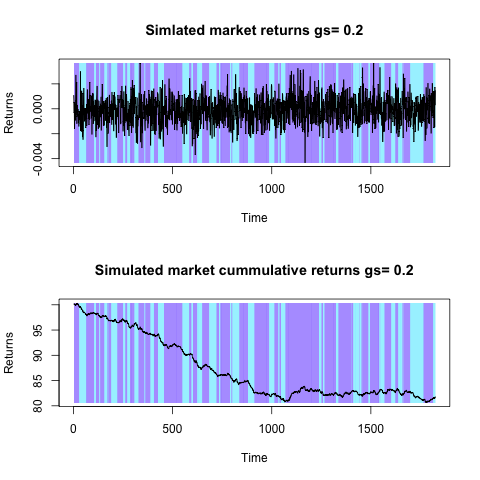 Simlated market returns gs= 0.2
Returns
0.000
-0.004
0
500
1000
1500
Time
Simulated market cummulative returns gs= 0.2
Returns
95
90
85
80
0
500
1000
1500
Time